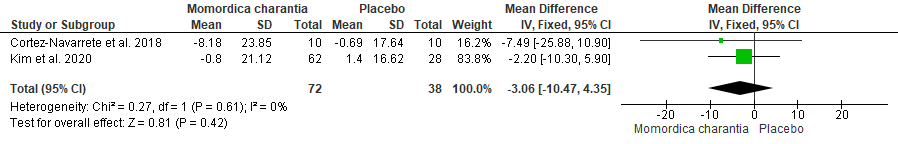 Momordica charantia Placebo Mean Difference Mean Difference
Study or Subgroup Mean SD Total Mean SD Total Weight IV, Fixed, 95% CI IV, Fixed, 95% CI
Cortez-Navarrete et al. 2018 -8.18 23.85 10 -0.69 17.64 10 16.2% -7.49 [-25.88, 10.90]
Kim et al. 2020 -0.8 21.12 62 1.4 16.62 28 83.8% -2.20 [-10.30, 5.90]
Total (95% CI) 72 38 100.0% -3.06 [-10.47, 4.35]
Heterogeneity: Chi² = 0.27, df = 1 (P = 0.61); I² = 0%
Test for overall effect: Z = 0.81 (P = 0.42)
-20 -10 0 10 20
Momordica charantia Placebo